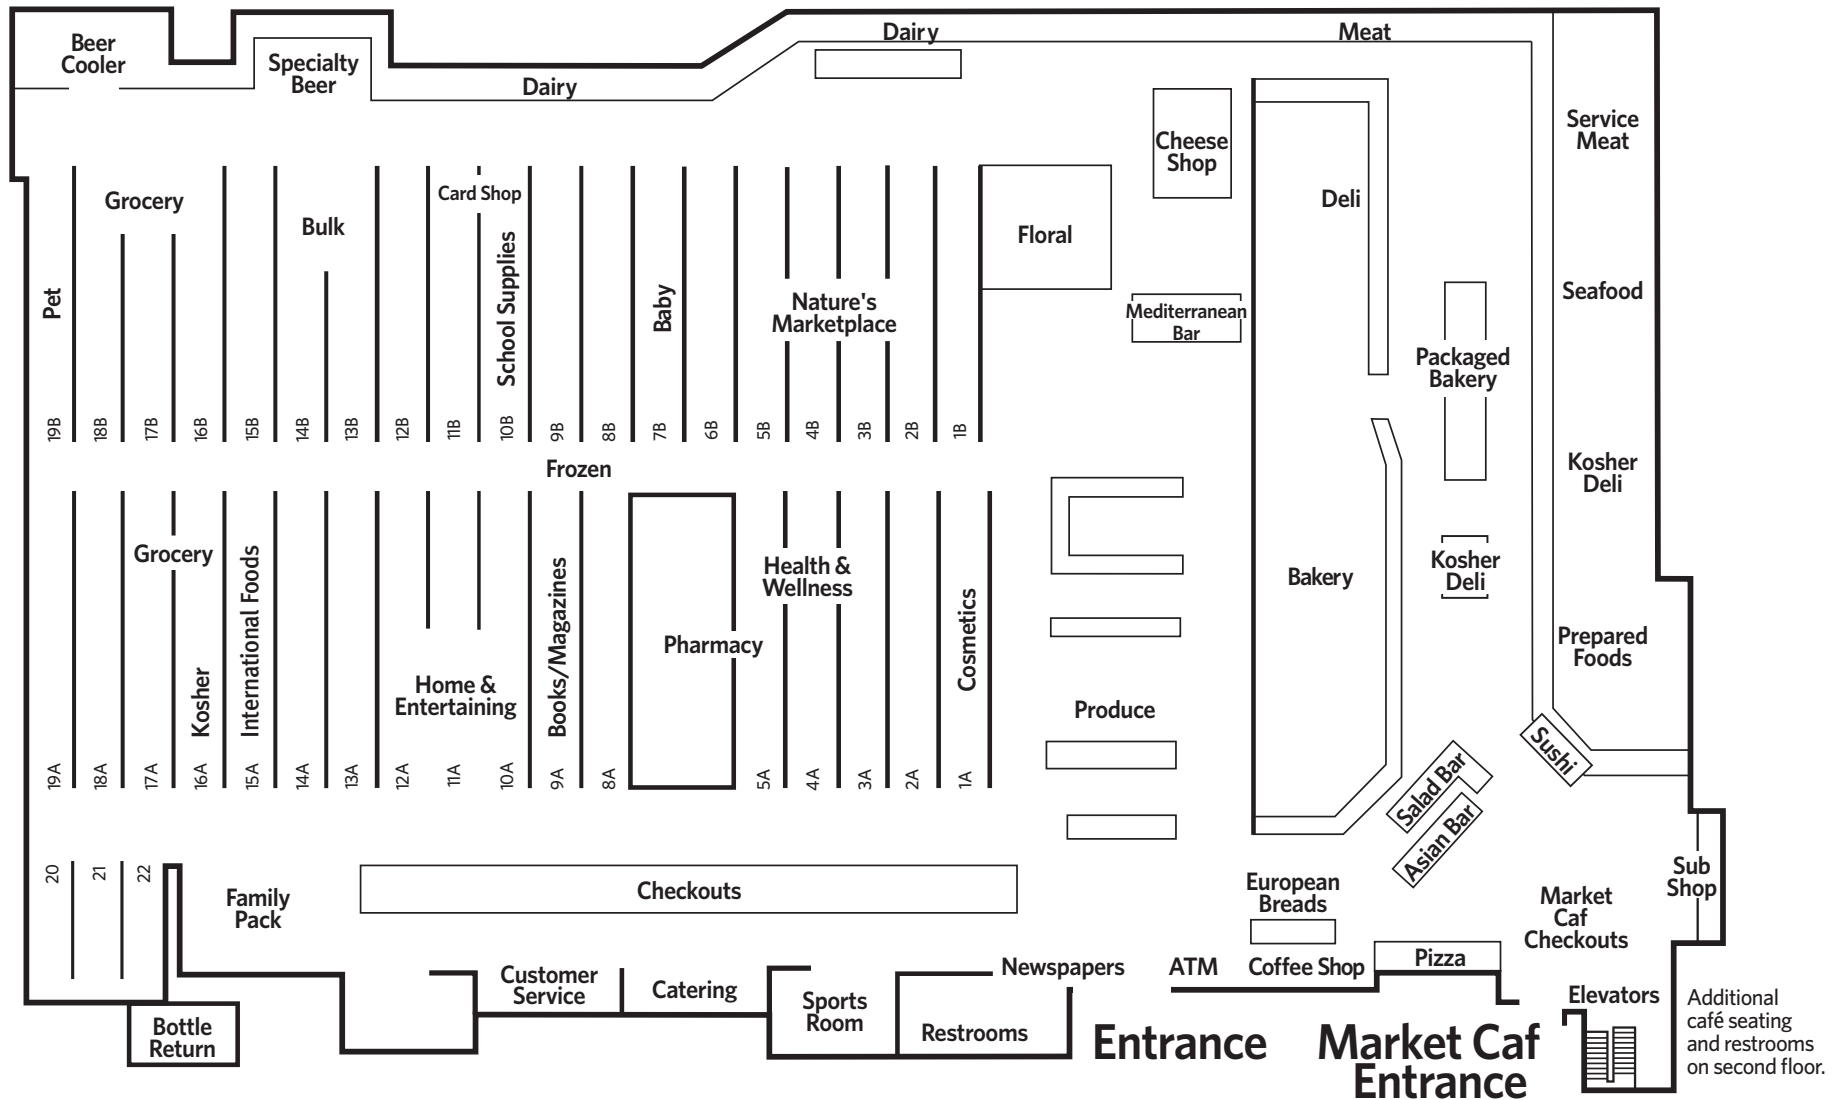 Beer
Cooler
Specialty
Beer
Dairy
Dairy
Meat
Service
Meat
Cheese
Shop
Deli
Grocery
Bulk
Card Shop
Floral
Pet
School Supplies
Baby
Nature's
Marketplace
Mediterranean
Bar
Seafood
Packaged
Bakery
19B
18B
17B
16B
15B
14B
13B
12B
11B
10B
9B
8B
7B
6B
5B
4B
3B
2B
1B
Frozen
Kosher
Deli
Grocery
International Foods
Kosher
Home &
Entertaining
Books/Magazines
Pharmacy
Health &
Wellness
Cosmetics
Bakery
Kosher
Deli
Prepared
Foods
Produce
Sushi
Salad Bar
Asian Bar
19A
18A
17A
16A
15A
14A
13A
12A
11A
10A
9A
8A
5A
4A
3A
2A
1A
20
21
22
Family
Pack
Checkouts
European
Breads
Market
Caf
Checkouts
Sub
Shop
Customer
Service
Catering
Sports
Room
Newspapers
ATM
Coffee Shop
Pizza
Elevators
Bottle
Return
Restrooms
Entrance
Market Caf
Entrance
Additional
café seating
and restrooms
on second floor.